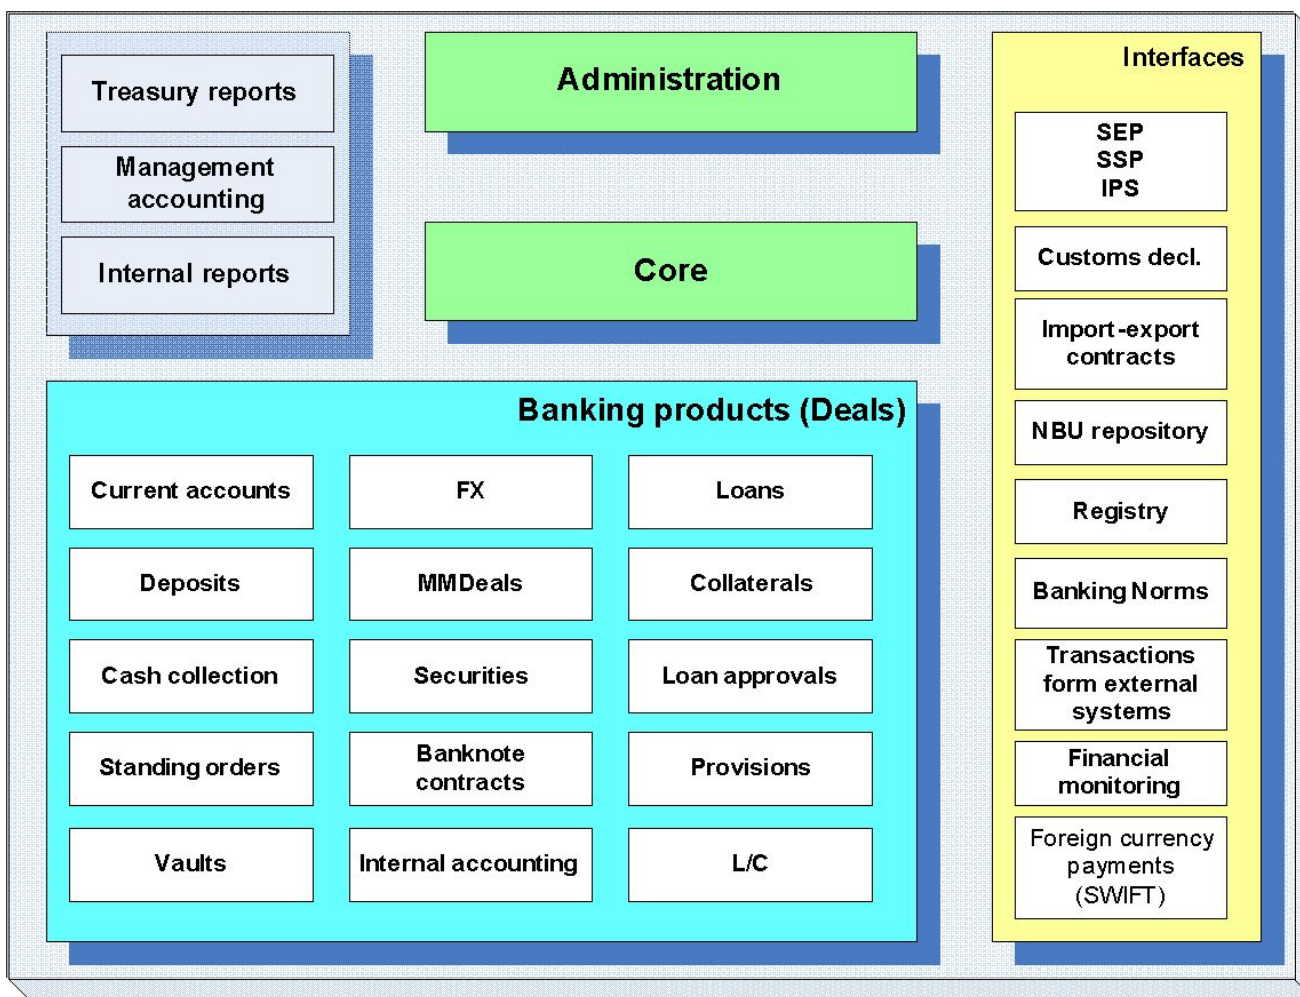 Treasury reports
Management
accounting
Internal reports
Administration
Core
Banking products (Deals)
Current accounts
FX
Loans
Deposits
MMDeals
Collaterals
Cash collection
Securities
Loan approvals
Standing orders
Banknote
contracts
Provisions
Vaults
Internal accounting
L/C
Interfaces
SEP
SSP
IPS
Customs decl.
Import-export
contracts
NBU repository
Registry
Banking Norms
Transactions
form external
systems
Financial
monitoring
Foreign currency
payments
(SWIFT)